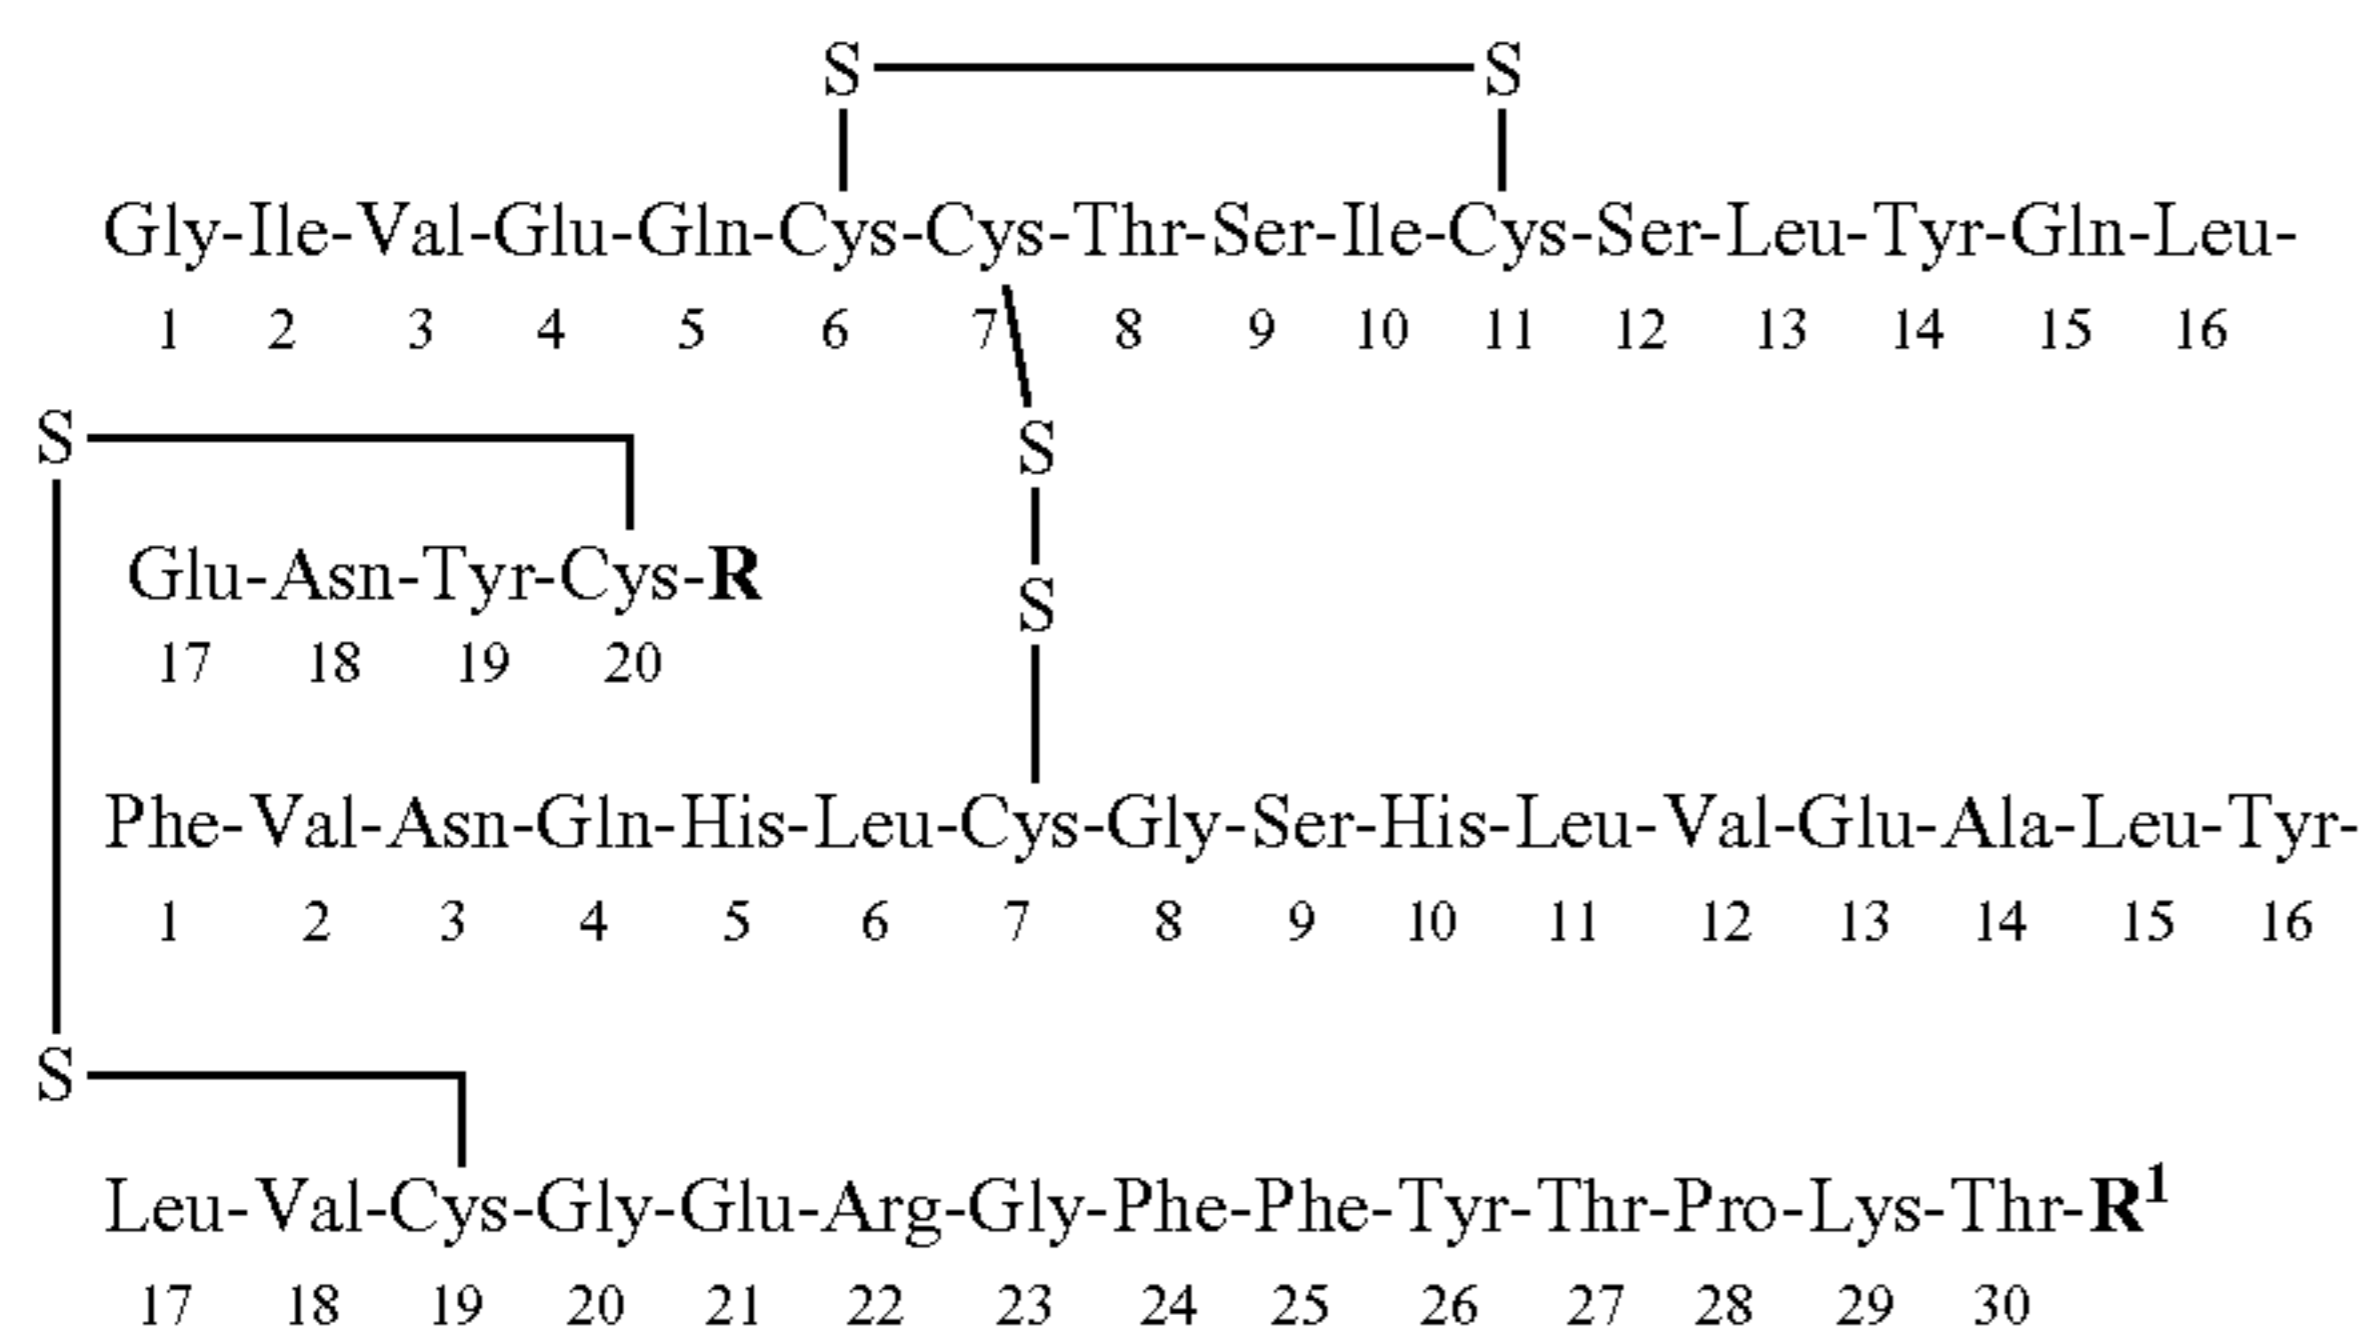 S S
Gly-Ile-Val-Glu-Gln-Cys-Cys-Thr-Ser-Ile-Cys-Ser-Leu-Tyr-Gln-Leu-
1 2 3 4 5 6 7 8 9 10 11 12 13 14 15 16
S S
Glu-Asn-Tyr-Cys-R S
17 18 19 20
Phe-Val-Asn-Gln-His-Leu-Cys-Gly-Ser-His-Leu-Val-Glu-Ala-Leu-Tyr-
1 2 3 4 5 6 7 8 9 10 11 12 13 14 15 16
S
Leu-Val-Cys-Gly-Glu-Arg-Gly-Phe-Phe-Tyr-Thr-Pro-Lys-Thr-R¹
17 18 19 20 21 22 23 24 25 26 27 28 29 30